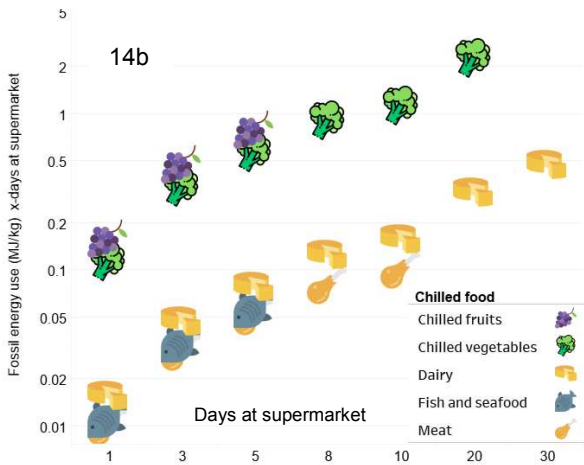 14b
Fossil energy use (MJ/kg) x-days at supermarket
5
2
1
0.5
0.2
0.1
0.05
0.02
0.01
Chilled food
Chilled fruits
Chilled vegetables
Dairy
Fish and seafood
Meat
Days at supermarket
1 3 5 8 10 20 30